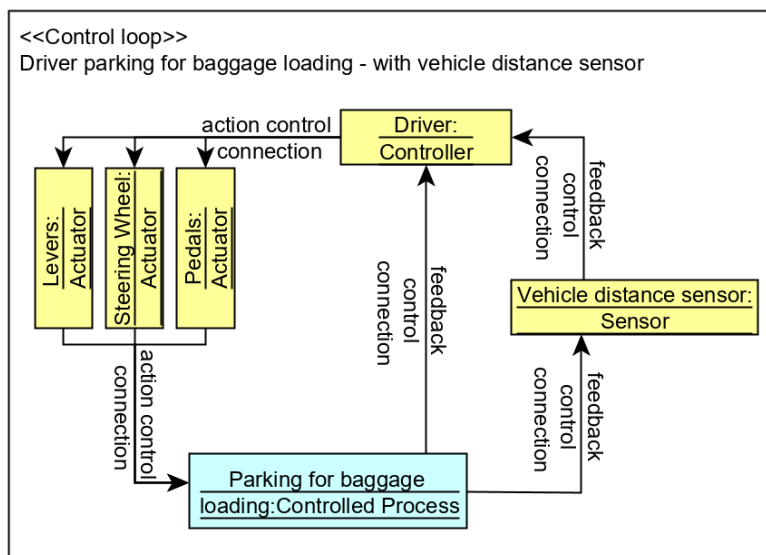 <<Control loop>>
Driver parking for baggage loading - with vehicle distance sensor
action control
connection
Driver:
Controller
Levers:
Actuator
Steering Wheel:
Actuator
Pedals:
Actuator
feedback
control
connection
feedback
control
connection
Vehicle distance sensor:
Sensor
action control
connection
feedback
control
connection
Parking for baggage
loading:Controlled Process